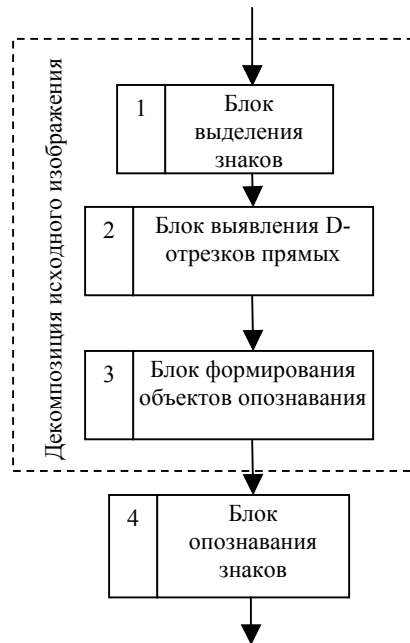 Декомпозиция исходного изображения
1
Блок
выделения
знаков
2
Блок выявления D-
отрезков прямых
3
Блок формирования
объектов опознавания
4
Блок
опознавания
знаков